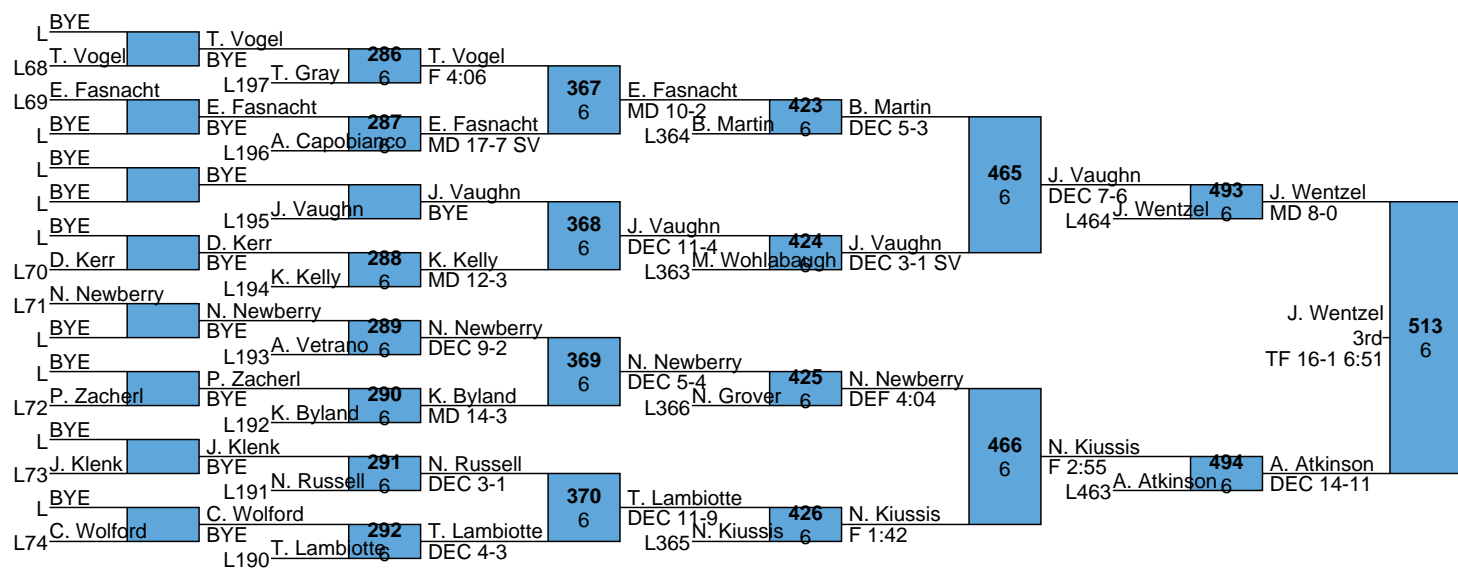 BYE
L
T. Vogel
L68
T. Vogel
BYE
286
6
T. Gray
L197
T. Vogel
F 4:06
E. Fasnacht
L69
BYE
L
E. Fasnacht
BYE
287
6
A. Capobianco
L196
E. Fasnacht
MD 17-7 SV
367
6
E. Fasnacht
MD 10-2
423
6
B. Martin
L364
B. Martin
DEC 5-3
BYE
L
BYE
L
BYE
J. Vaughn
L195
J. Vaughn
BYE
BYE
L
D. Kerr
L70
D. Kerr
BYE
288
6
K. Kelly
L194
K. Kelly
MD 12-3
368
6
J. Vaughn
DEC 11-4
424
6
M. Wohlabaugh
L363
J. Vaughn
DEC 3-1 SV
465
6
J. Vaughn
DEC 7-6
493
6
J. Wentzel
L464
J. Wentzel
MD 8-0
N. Newberry
L71
BYE
L
N. Newberry
BYE
289
6
A. Vetrano
L193
N. Newberry
DEC 9-2
BYE
L
P. Zacherl
L72
P. Zacherl
BYE
290
6
K. Byland
L192
K. Byland
MD 14-3
369
6
N. Newberry
DEC 5-4
425
6
N. Grover
L366
N. Newberry
DEF 4:04
BYE
L
J. Klenk
L73
J. Klenk
BYE
291
6
N. Russell
L191
N. Russell
DEC 3-1
BYE
L
C. Wolford
L74
C. Wolford
BYE
292
6
T. Lambiotte
L190
T. Lambiotte
DEC 4-3
370
6
T. Lambiotte
DEC 11-9
426
6
N. Kiussis
L365
N. Kiussis
F 1:42
466
6
N. Kiussis
F 2:55
494
6
A. Atkinson
L463
A. Atkinson
DEC 14-11
J. Wentzel
3rd
TF 16-1 6:51
513
6